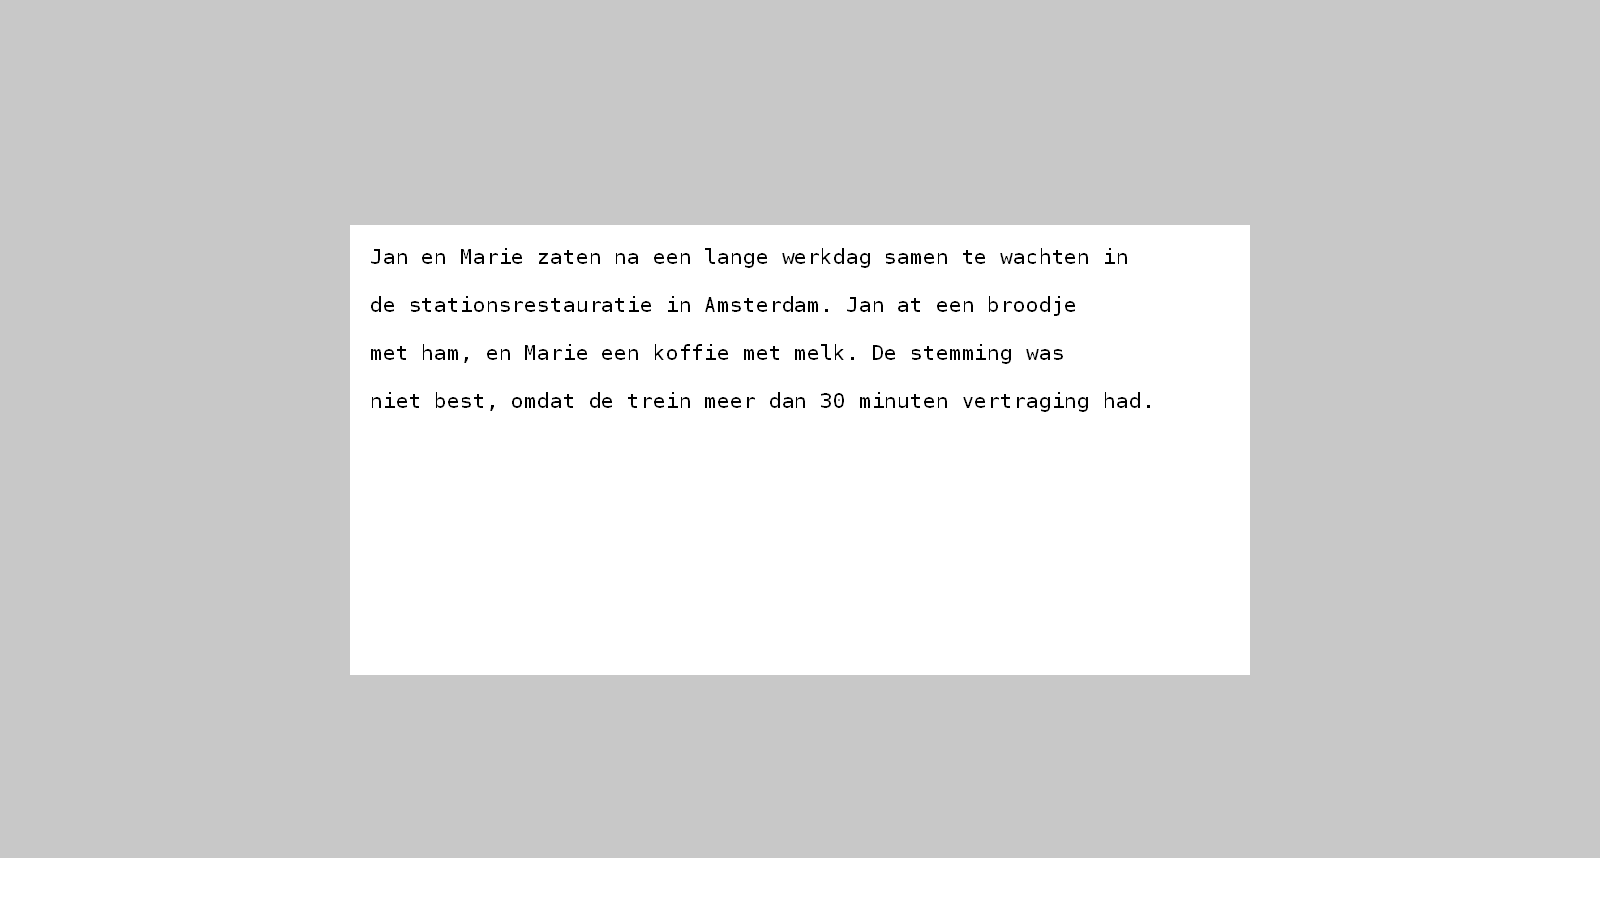 Jan en Marie zaten na een lange werkdag samen te wachten in
de stationsrestauratie in Amsterdam. Jan at een broodje
met ham, en Marie een koffie met melk. De stemming was
niet best, omdat de trein meer dan 30 minuten vertraging had.